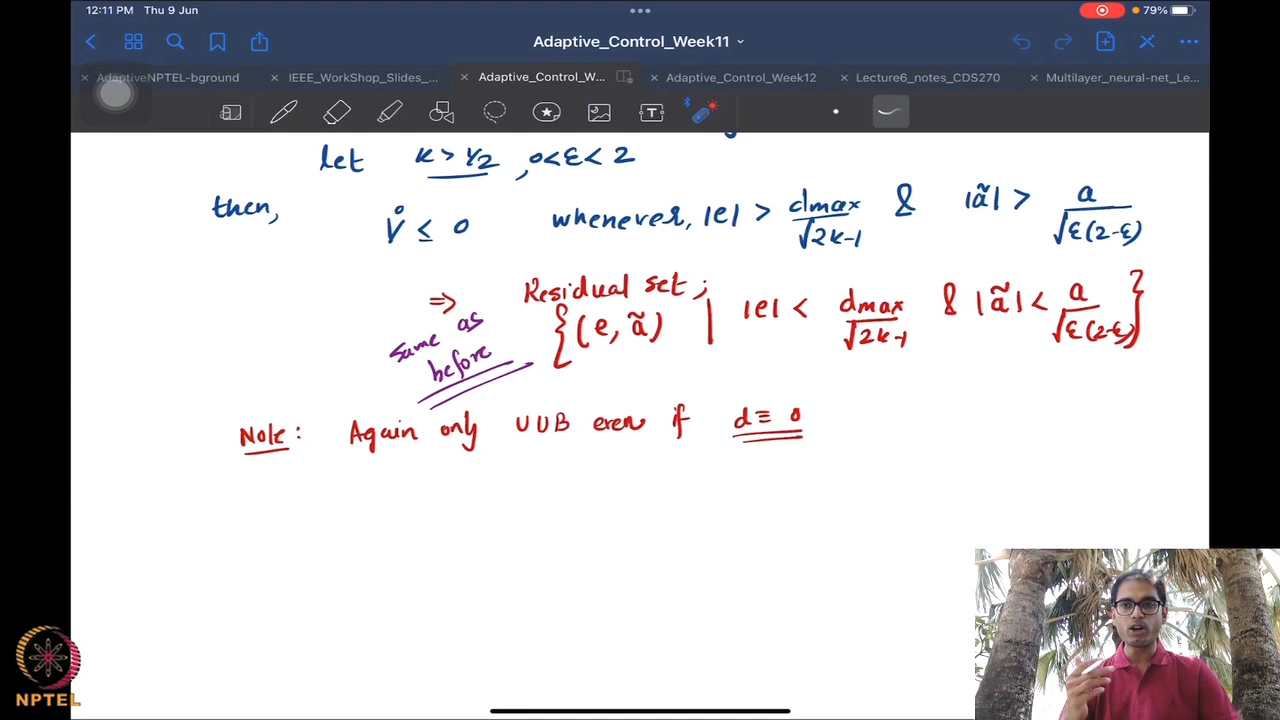 12:11 PM Thu 9 Jun
79%
Adaptive_Control_Week11
AdaptiveNPTEL-bground
IEEE_WorkShop_Slides_...
Adaptive_Control_W...
Adaptive_Control_Week12
Lecture6_notes_CDS270
Multilayer_neural-net_Le...
let k > 1/2 , 0<ε< 2
then, V̇ ≤ 0 whenever, |e| > dmax/√2k-1 & |ã| > a/√ε(2-ε)
⇒ Residual set ;
{(e, ã) | |e| < dmax/√2k-1 & |ã| < a/√ε(2-ε)}
same as
before
Note: Again only UUB even if d ≡ 0
NPTEL